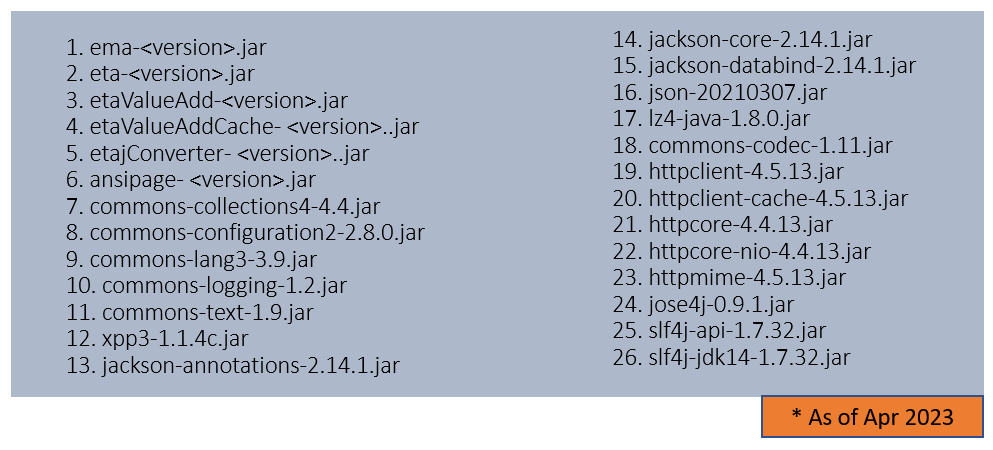 1. ema-<version>.jar
2. eta-<version>.jar
3. etaValueAdd-<version>.jar
4. etaValueAddCache- <version>..jar
5. etajConverter- <version>..jar
6. ansipage- <version>.jar
7. commons-collections4-4.4.jar
8. commons-configuration2-2.8.0.jar
9. commons-lang3-3.9.jar
10. commons-logging-1.2.jar
11. commons-text-1.9.jar
12. xpp3-1.1.4c.jar
13. jackson-annotations-2.14.1.jar
14. jackson-core-2.14.1.jar
15. jackson-databind-2.14.1.jar
16. json-20210307.jar
17. lz4-java-1.8.0.jar
18. commons-codec-1.11.jar
19. httpclient-4.5.13.jar
20. httpclient-cache-4.5.13.jar
21. httpcore-4.4.13.jar
22. httpcore-nio-4.4.13.jar
23. httpmime-4.5.13.jar
24. jose4j-0.9.1.jar
25. slf4j-api-1.7.32.jar
26. slf4j-jdk14-1.7.32.jar
* As of Apr 2023